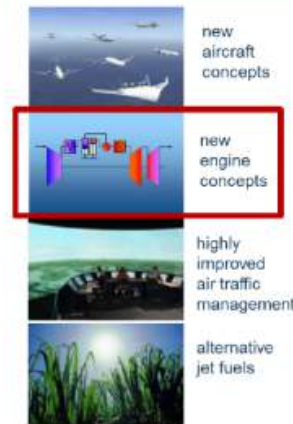 new
aircraft
concepts
new
engine
concepts
highly
improved
air traffic
management
alternative
jet fuels